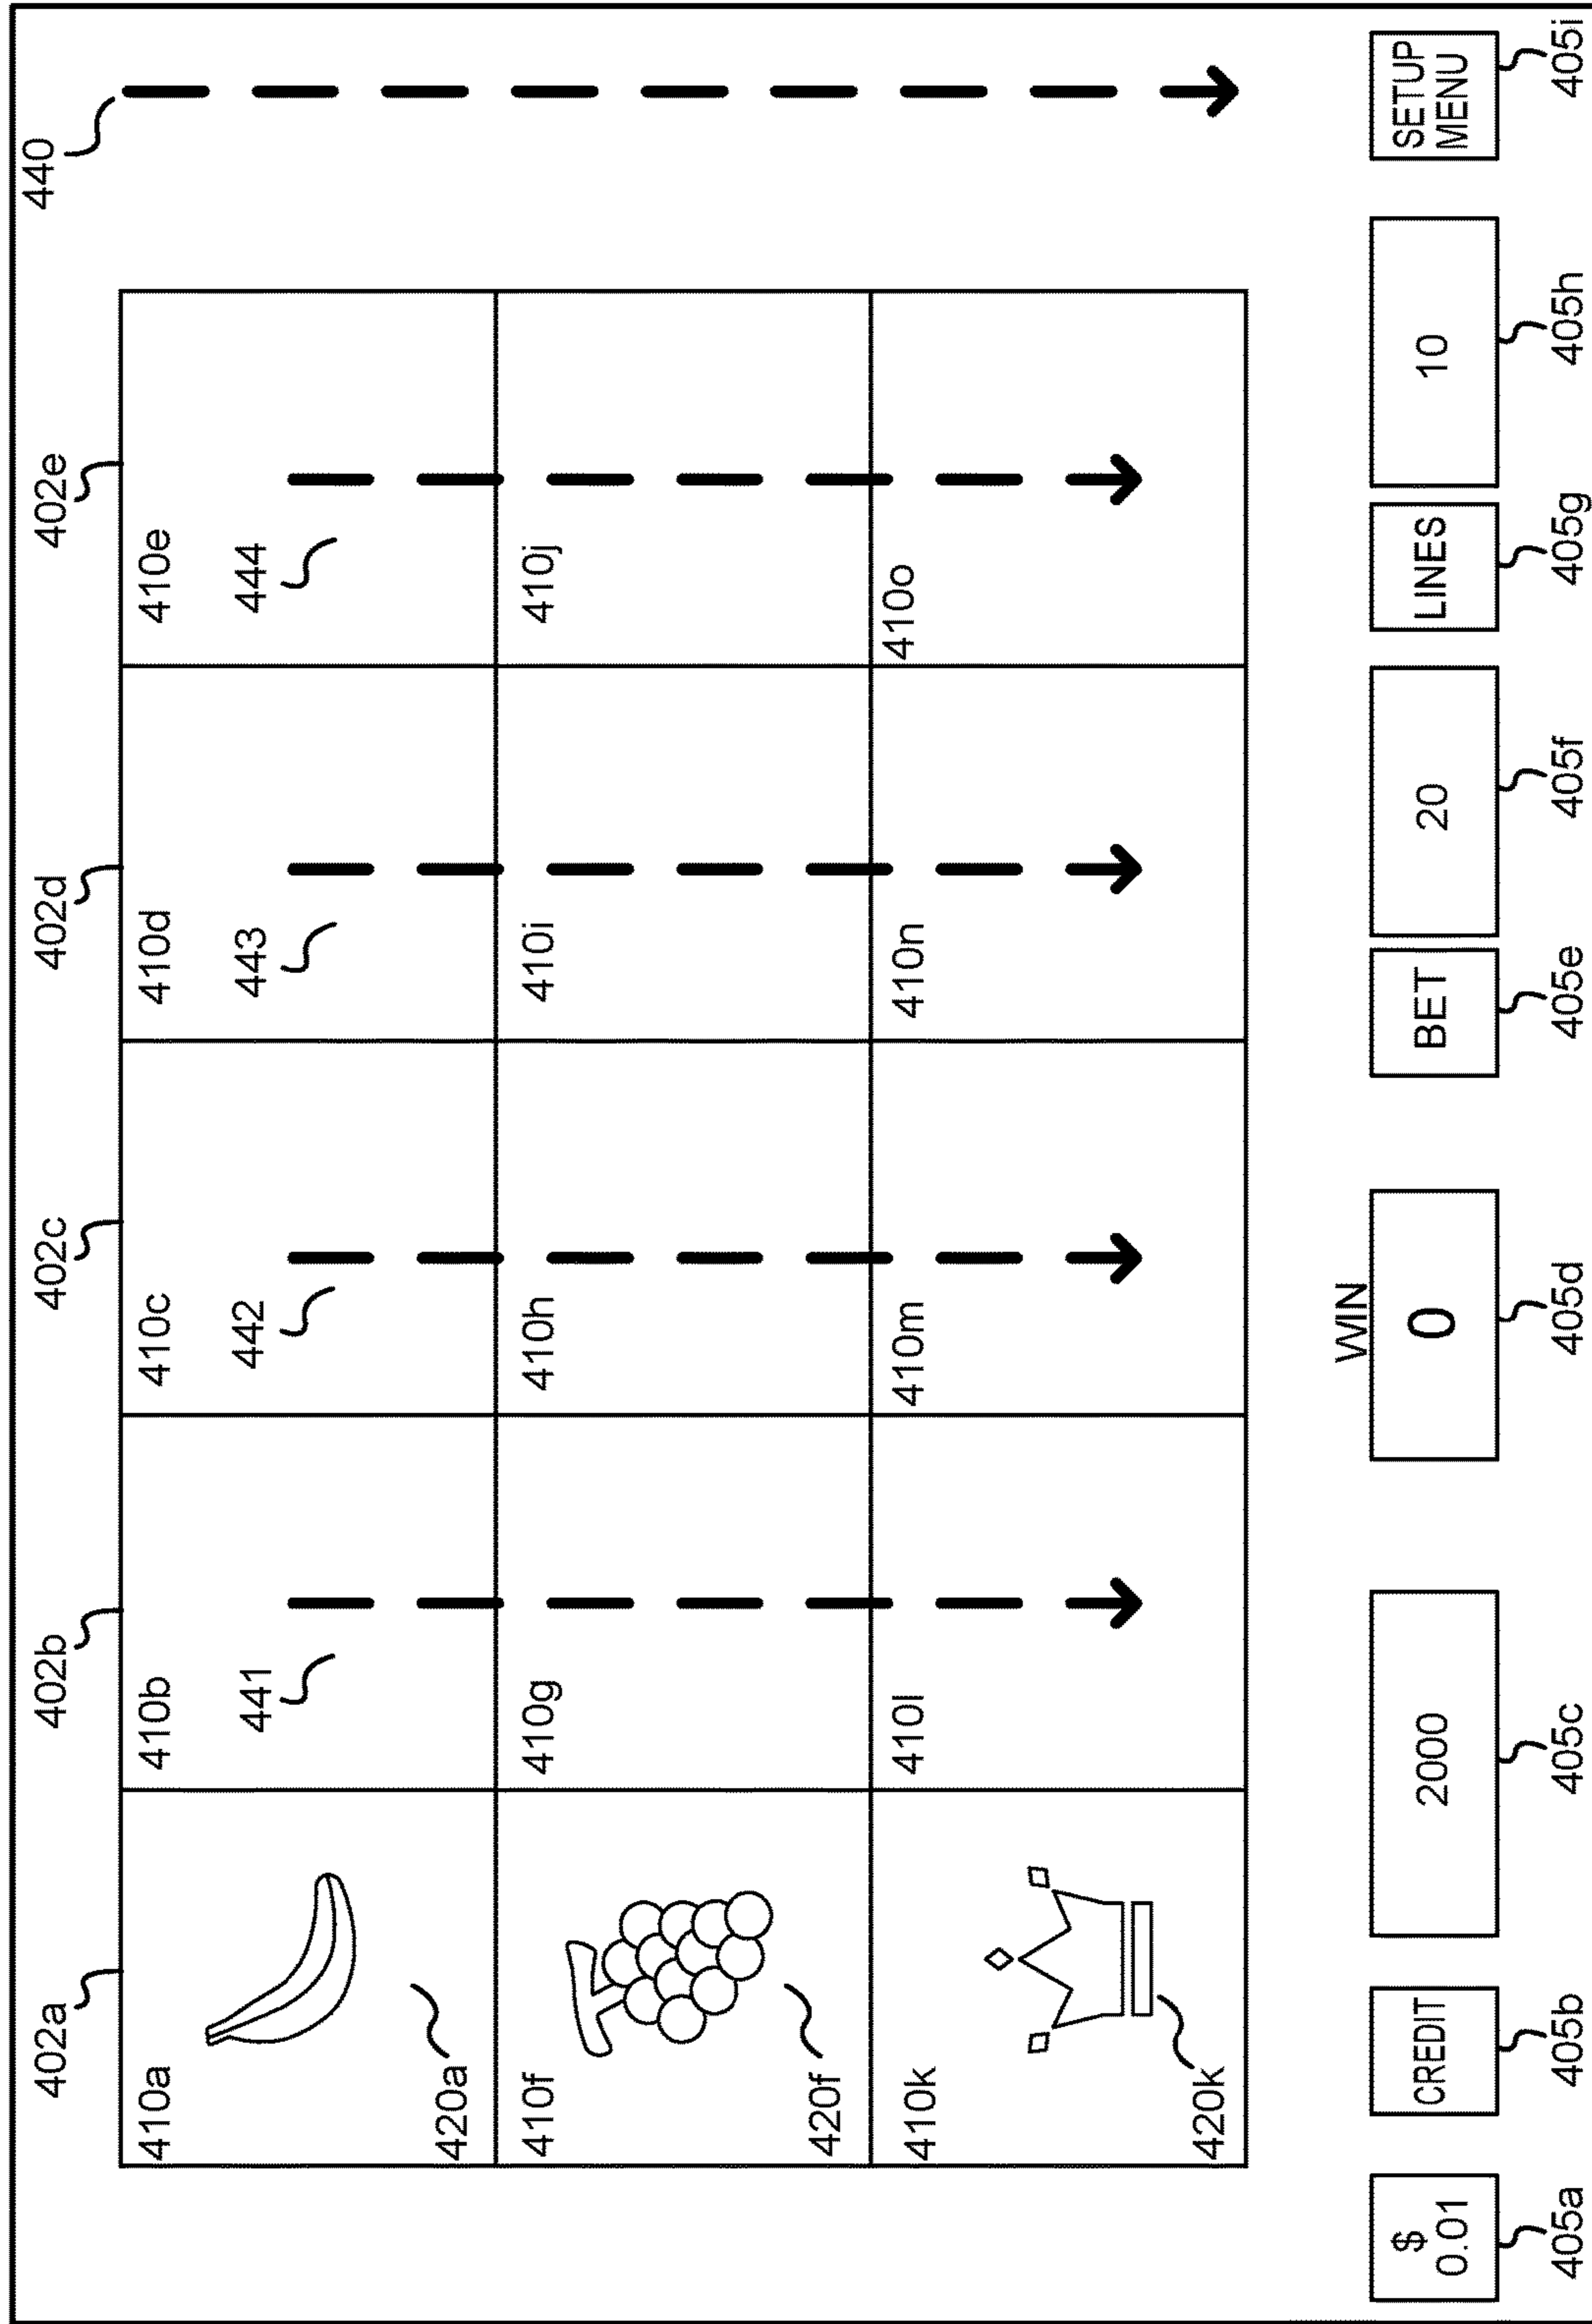 440
402a 402b 402c 402d 402e
410a 410b 410c 410d 410e
441 442 443 444
420a
410f 410g 410h 410i 410j
420f
410k 410l 410m 410n 410o
420k
WIN
$
0.01
CREDIT
2000
0
BET
20
LINES
10
SETUP
MENU
405a 405b 405c 405d 405e 405f 405g 405h 405i